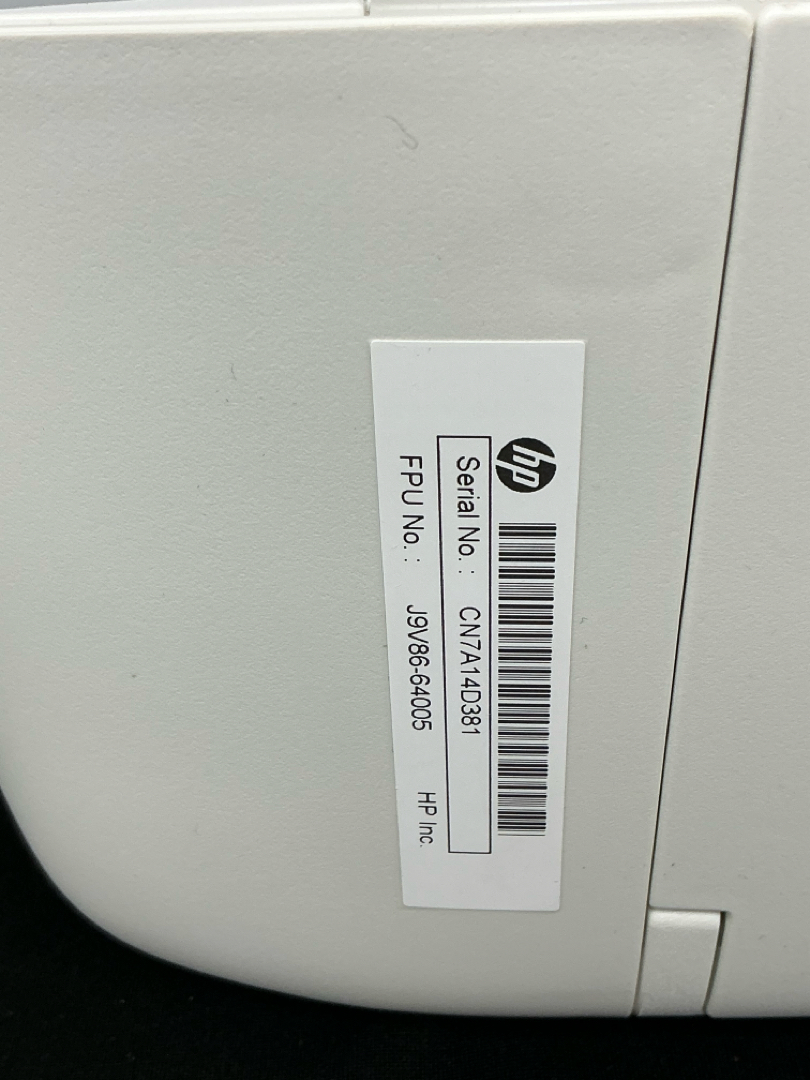 hp
Serial No. : CN7A14D381
FPU No. : J9V86-64005 HP Inc.